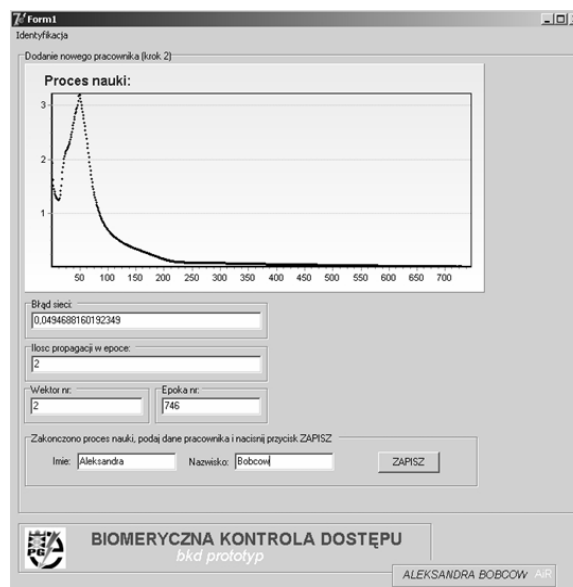 Form1
Identyfikacja
Dodanie nowego pracownika (krok 2)
Proces nauki:
3
2
1
50 100 150 200 250 300 350 400 450 500 550 600 650 700
Błąd sieci:
0,0494688160192349
Ilosc propagacji w epoce:
2
Wektor nr: Epoka nr:
2 746
Zakonczono proces nauki, podaj dane pracownika i nacisnij przycisk ZAPISZ
Imie: Aleksandra Nazwisko: Bobcow ZAPISZ
PG
BIOMERYCZNA KONTROLA DOSTĘPU
bkd prototyp
ALEKSANDRA BOBCOW AiR